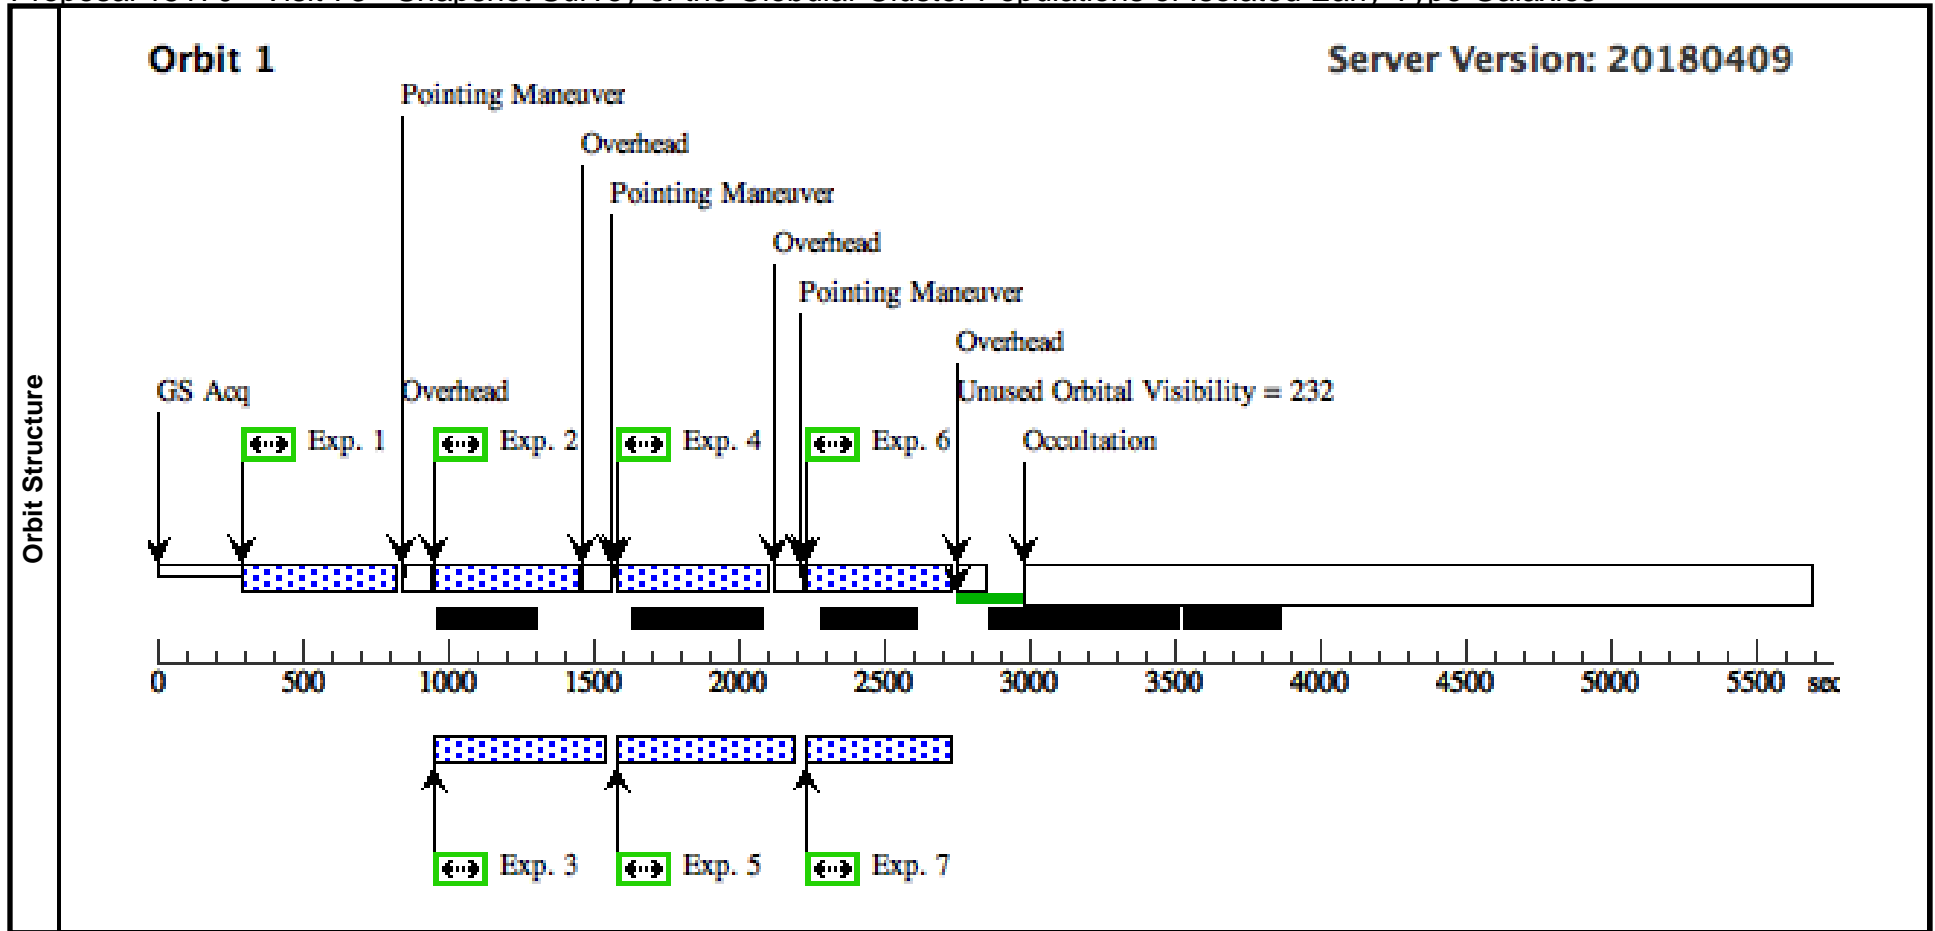 Orbit 1
Server Version: 20180409
Pointing Maneuver
Overhead
Pointing Maneuver
Overhead
Pointing Maneuver
Overhead
GS Acq
Overhead
Unused Orbital Visibility = 232
Exp. 1
Exp. 2
Exp. 4
Exp. 6
Occultation
Orbit Structure
0 500 1000 1500 2000 2500 3000 3500 4000 4500 5000 5500 sec
Exp. 3
Exp. 5
Exp. 7